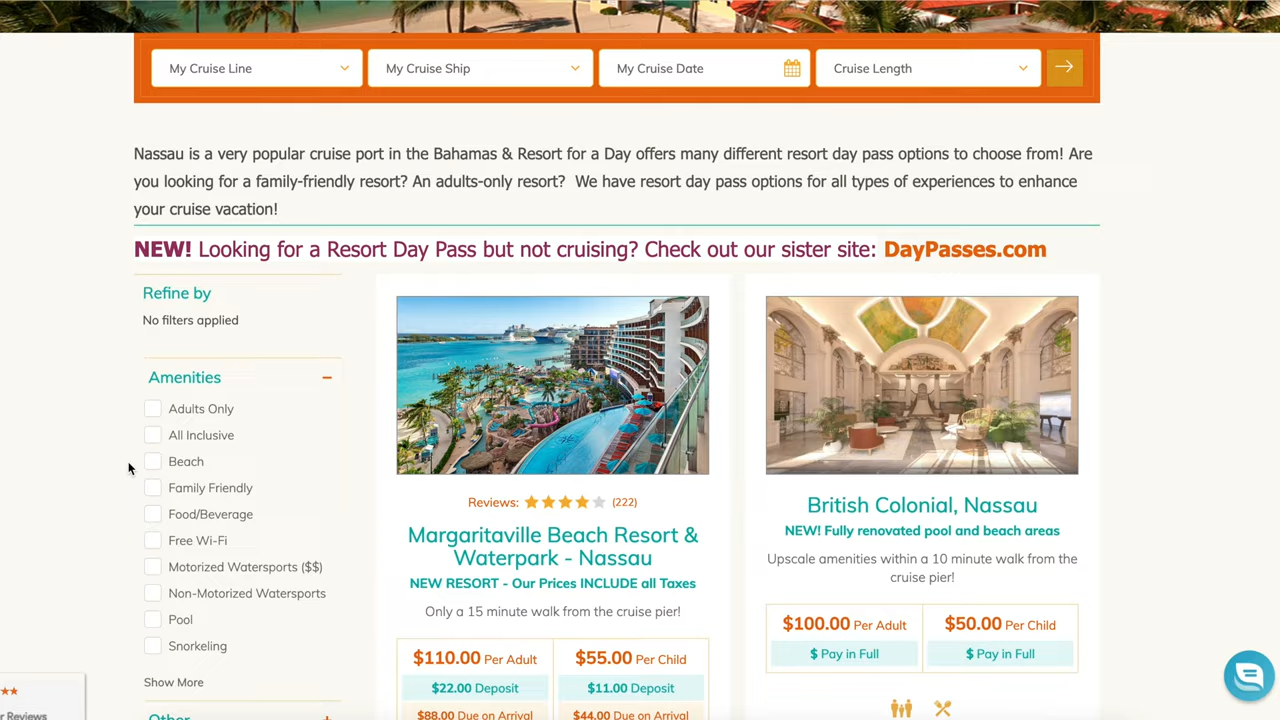 My Cruise Line
My Cruise Ship
My Cruise Date
Cruise Length
Nassau is a very popular cruise port in the Bahamas & Resort for a Day offers many different resort day pass options to choose from! Are
you looking for a family-friendly resort? An adults-only resort?  We have resort day pass options for all types of experiences to enhance
your cruise vacation!
NEW! Looking for a Resort Day Pass but not cruising? Check out our sister site: DayPasses.com
Refine by
No filters applied
Amenities
Adults Only
All Inclusive
Beach
Family Friendly
Food/Beverage
Free Wi-Fi
Motorized Watersports ($$)
Non-Motorized Watersports
Pool
Snorkeling
Show More
Other
r Reviews
Reviews: (222)
Margaritaville Beach Resort &
Waterpark - Nassau
NEW RESORT - Our Prices INCLUDE all Taxes
Only a 15 minute walk from the cruise pier!
$110.00 Per Adult
$22.00 Deposit
$88.00 Due on Arrival
$55.00 Per Child
$11.00 Deposit
$44.00 Due on Arrival
British Colonial, Nassau
NEW! Fully renovated pool and beach areas
Upscale amenities within a 10 minute walk from the
cruise pier!
$100.00 Per Adult
$ Pay in Full
$50.00 Per Child
$ Pay in Full